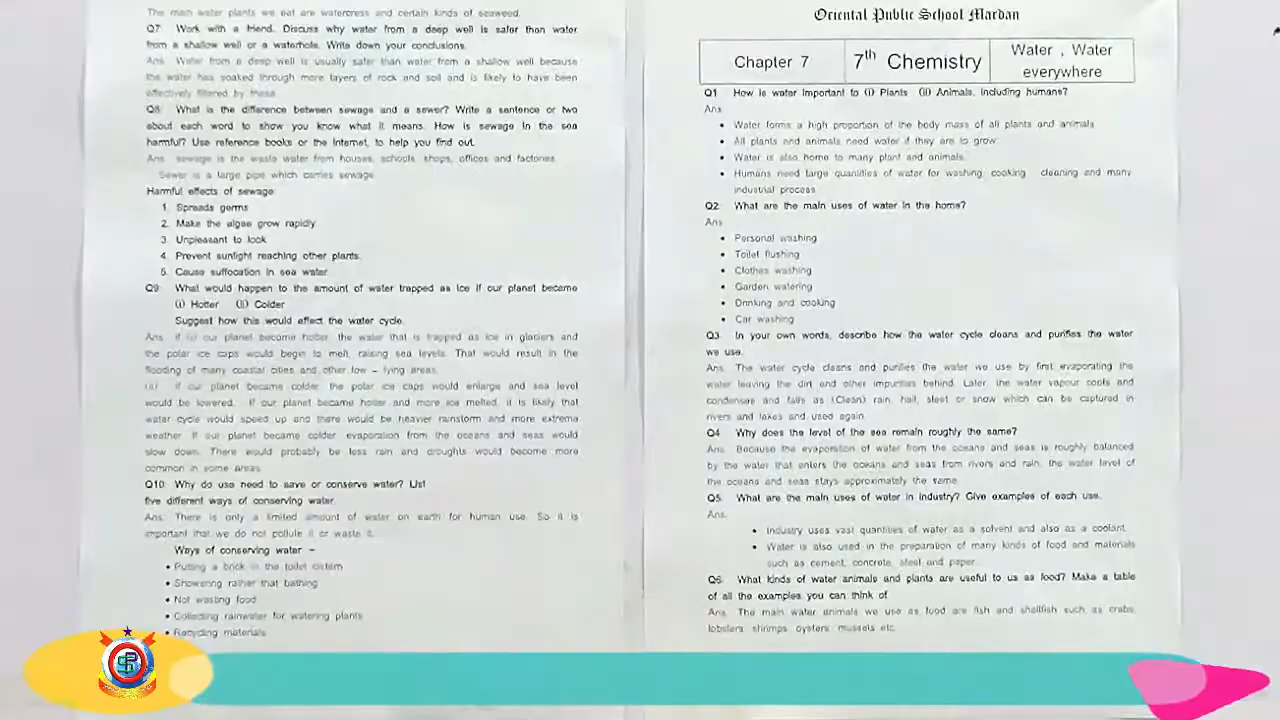 Oriental Public School Mardan
Chapter 7
7th Chemistry
Water , Water
everywhere
Q1 How is water important to (i) Plants (ii) Animals, including humans?
Ans
• Water forms a high proportion of the body mass of all plants and animals
• All plants and animals need water if they are to grow
• Water is also home to many plant and animals.
• Humans need large quantities of water for washing, cooking cleaning and many
industrial process
Q2 What are the main uses of water in the home?
Ans
• Personal washing
• Toilet flushing
• Clothes washing
• Garden watering
• Drinking and cooking
• Car washing
Q3. In your own words, describe how the water cycle cleans and purifies the water
we use.
Ans. The water cycle cleans and purifies the water we use by first evaporating the
water leaving the dirt and other impurities behind. Later, the water vapour cools and
condenses and falls as (Clean) rain, hail, sleet or snow which can be captured in
rivers and lakes and used again.
Q4 Why does the level of the sea remain roughly the same?
Ans. Because the evaporation of water from the oceans and seas is roughly balanced
by the water that enters the oceans and seas from rivers and rain, the water level of
the oceans and seas stays approximately the same
Q5. What are the main uses of water in industry? Give examples of each use.
Ans.
• Industry uses vast quantities of water as a solvent and also as a coolant.
• Water is also used in the preparation of many kinds of food and materials
such as cement, concrete, steel and paper.
Q6. What kinds of water animals and plants are useful to us as food? Make a table
of all the examples you can think of
Ans. The main water animals we use as food are fish and shellfish such as crabs,
lobsters, shrimps, oysters, mussels etc
The main water plants we eat are watercress and certain kinds of seaweed.
Q7. Work with a friend. Discuss why water from a deep well is safer than water
from a shallow well or a waterhole. Write down your conclusions.
Ans. Water from a deep well is usually safer than water from a shallow well because
the water has soaked through more layers of rock and soil and is likely to have been
effectively filtered by these
Q8. What is the difference between sewage and a sewer? Write a sentence or two
about each word to show you know what it means. How is sewage in the sea
harmful? Use reference books or the Internet, to help you find out.
Ans. sewage is the waste water from houses, schools, shops, offices and factories.
Sewer is a large pipe which carries sewage
Harmful effects of sewage
1. Spreads germs
2. Make the algae grow rapidly
3. Unpleasant to look
4. Prevent sunlight reaching other plants.
5. Cause suffocation in sea water
Q9. What would happen to the amount of water trapped as ice if our planet became
(i) Hotter (ii) Colder
Suggest how this would effect the water cycle.
Ans. If (i) our planet became hotter, the water that is trapped as ice in glaciers and
the polar ice caps would begin to melt, raising sea levels. That would result in the
flooding of many coastal cities and other low – lying areas.
(ii) if our planet became colder, the polar ice caps would enlarge and sea level
would be lowered. If our planet became hotter and more ice melted, it is likely that
water cycle would speed up and there would be heavier rainstorm and more extreme
weather. If our planet became colder evaporation from the oceans and seas would
slow down. There would probably be less rain and droughts would become more
common in some areas
Q10. Why do use need to save or conserve water? List
five different ways of conserving water.
Ans. There is only a limited amount of water on earth for human use. So it is
important that we do not pollute it or waste it.
Ways of conserving water –
• Putting a brick in the toilet cistern
• Showering rather that bathing
• Not wasting food
• Collecting rainwater for watering plants
• Recycling materials